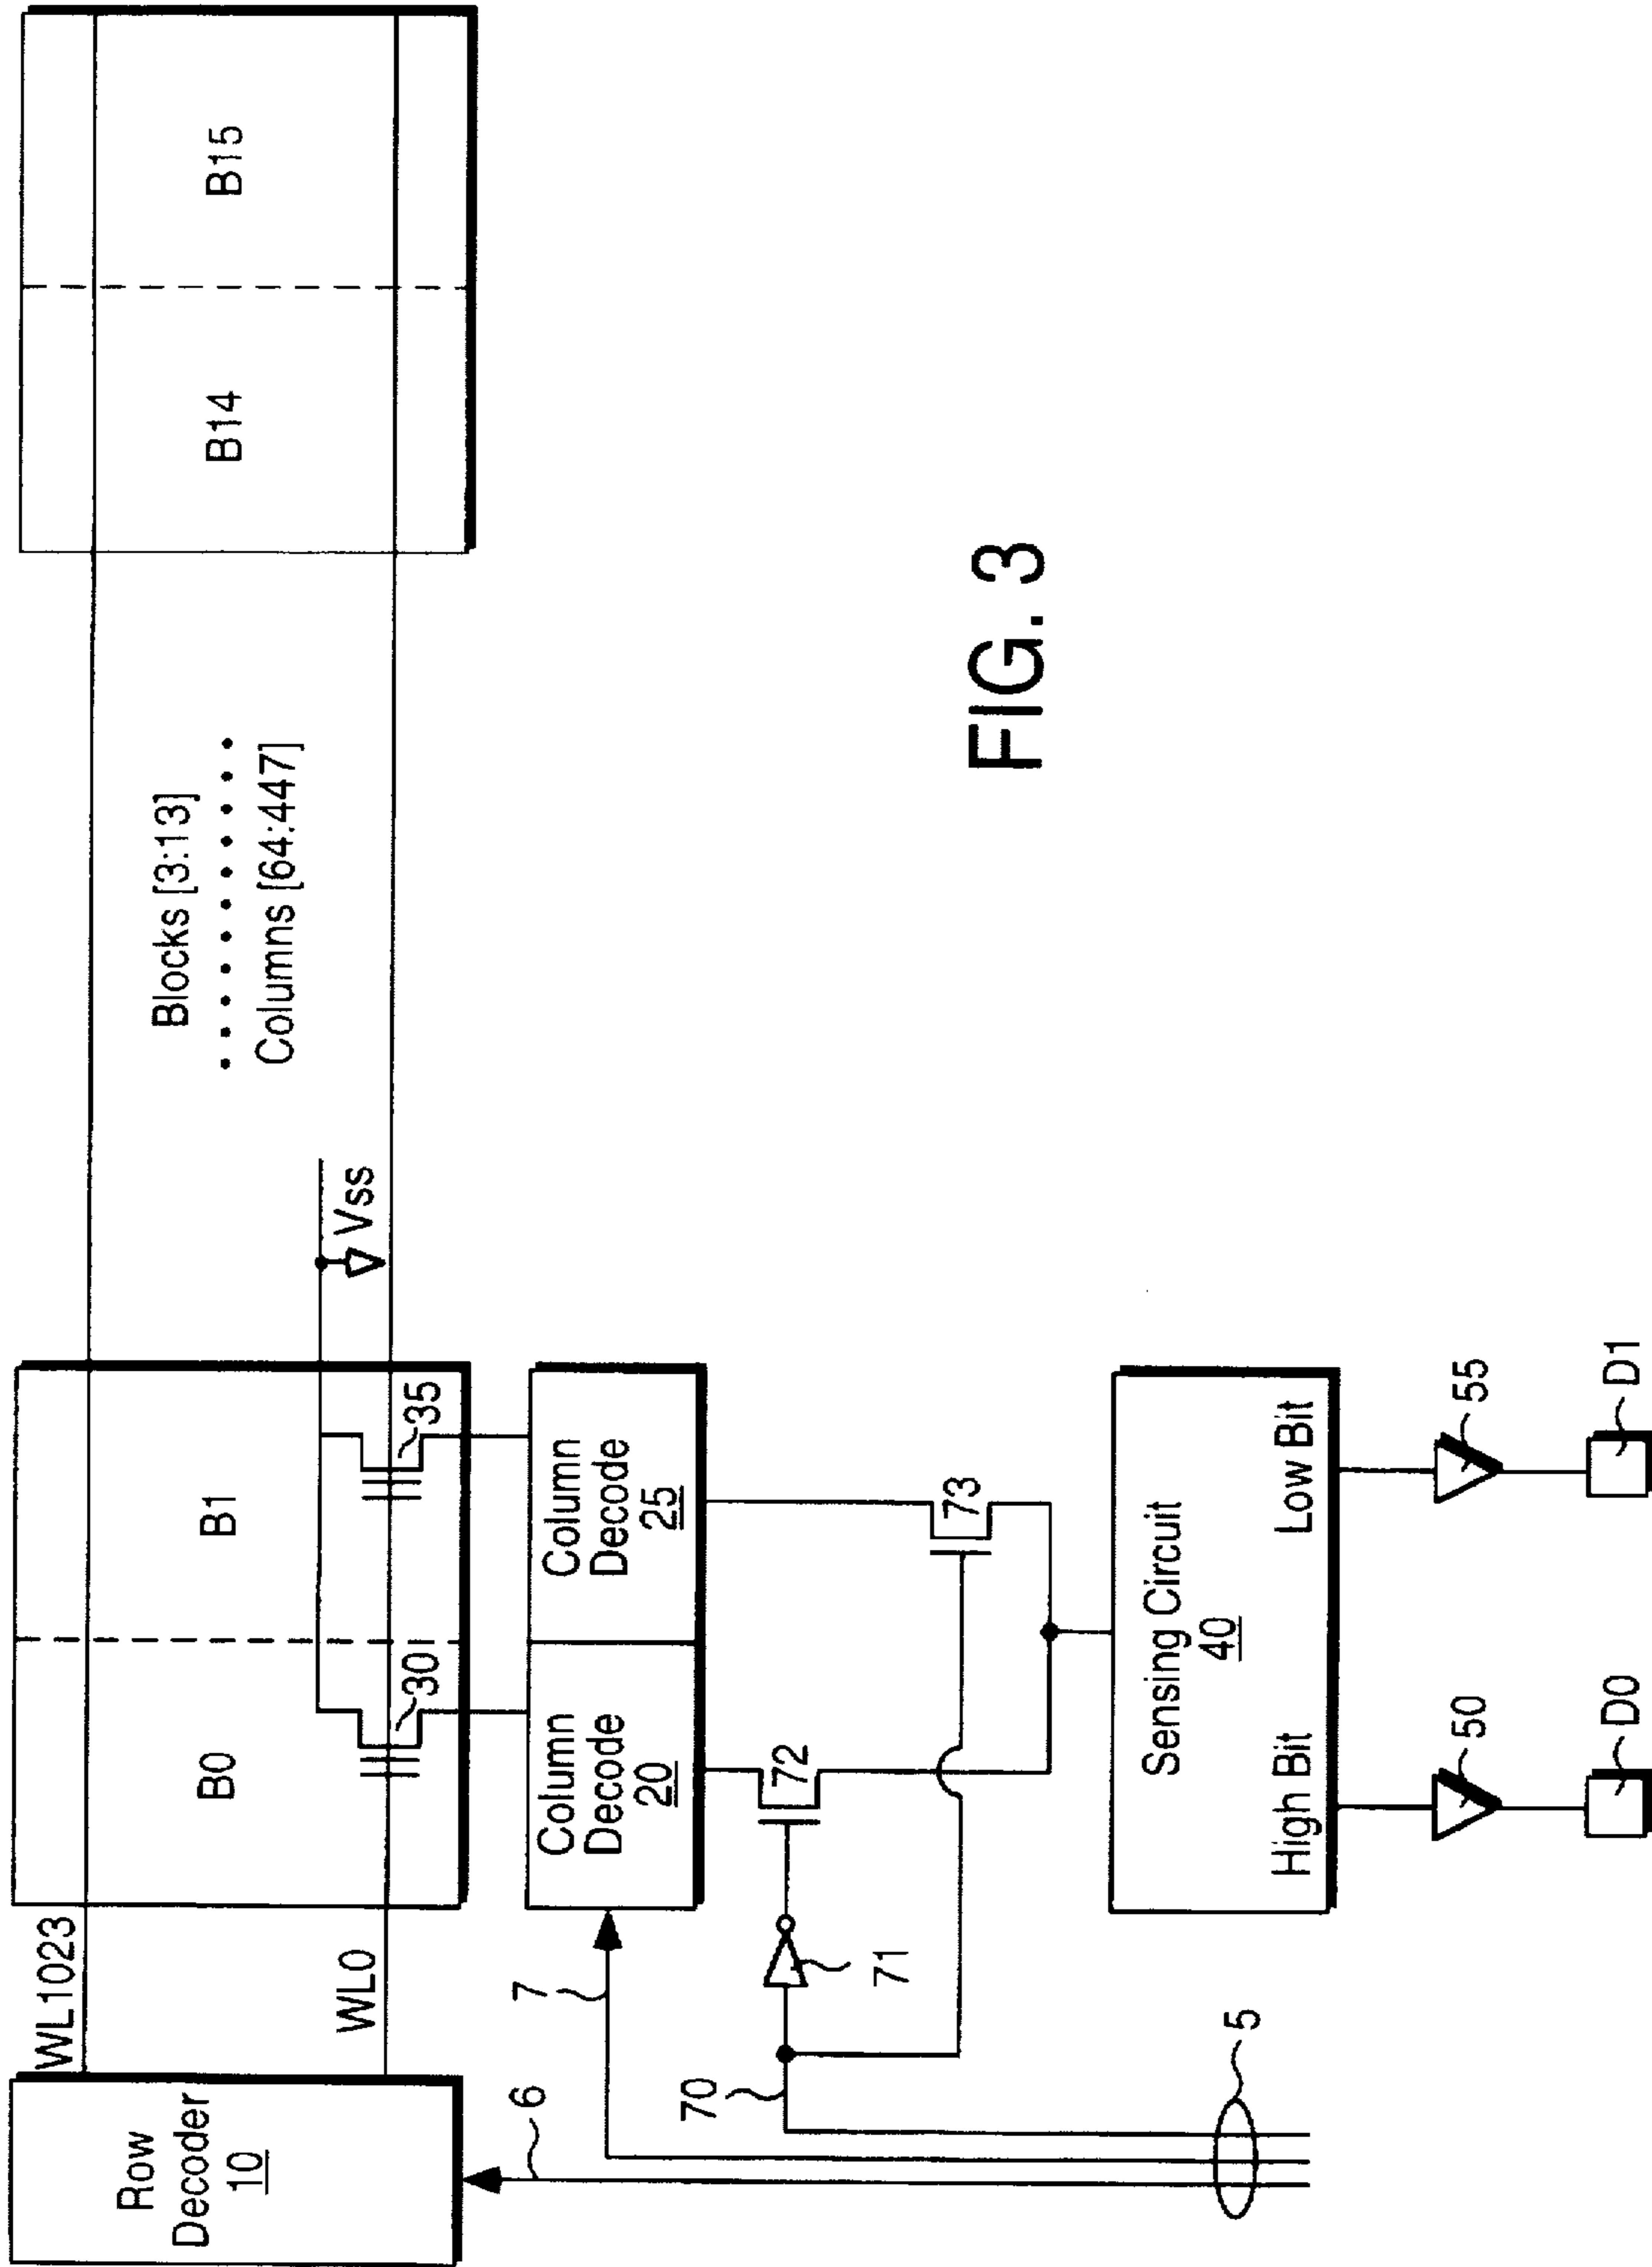 Row
Decoder
10
WL1023
WL0
B0
B1
30
35
Vss
Blocks [3:13]
Columns [64:447]
B14
B15
6
7
Column
Decode
20
Column
Decode
25
70
71
72
73
5
Sensing Circuit
40
High Bit
Low Bit
50
55
D0
D1
FIG. 3